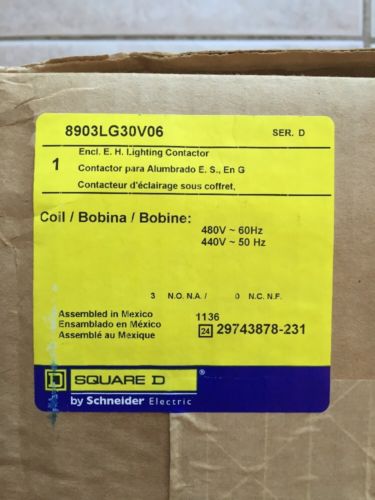 8903LG30V06 SER. D
1 Encl. E. H. Lighting Contactor
Contactor para Alumbrado E. S., En G
Contacteur d'éclairage sous coffret,
Coil / Bobina / Bobine:
480V ~ 60Hz
440V ~ 50 Hz
3 N.O. N.A./ 0 N.C. N.F.
Assembled in Mexico 1136
Ensamblado en México 24 29743878-231
Assemblé au Mexique
D SQUARE D ®
by Schneider Electric